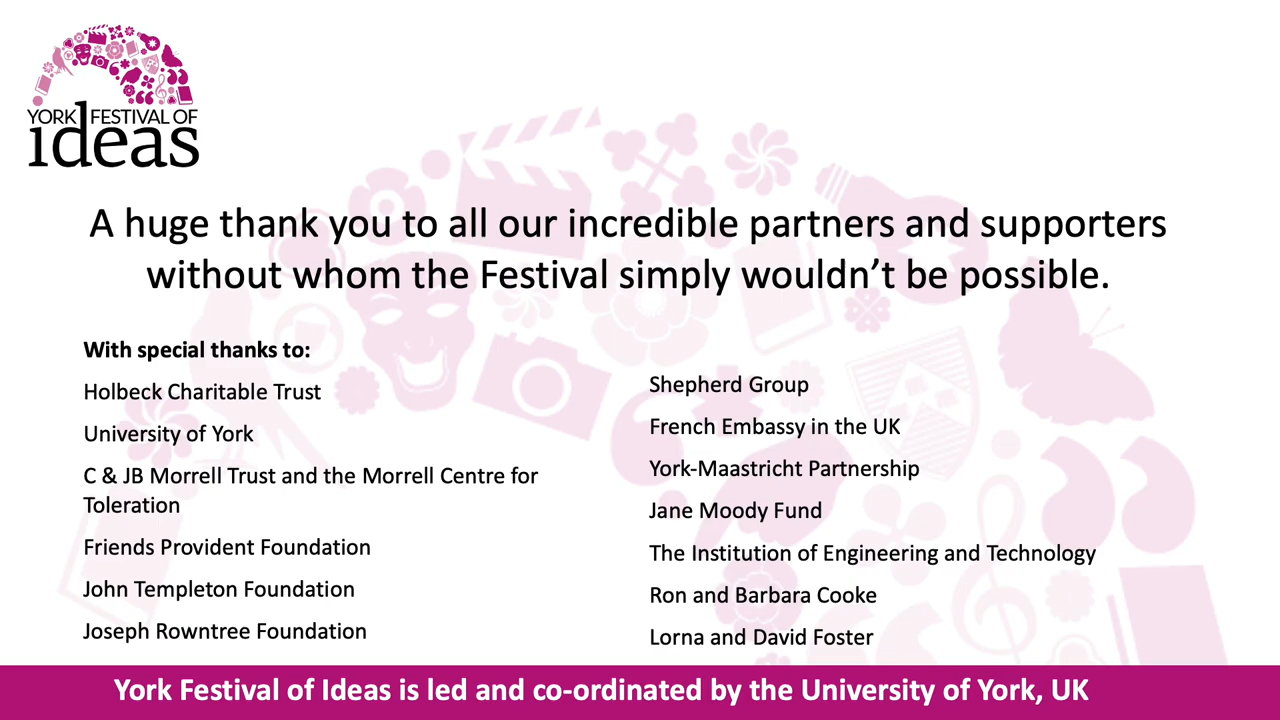 YORK FESTIVAL OF
ideas
A huge thank you to all our incredible partners and supporters
without whom the Festival simply wouldn’t be possible.
With special thanks to:
Holbeck Charitable Trust
University of York
C & JB Morrell Trust and the Morrell Centre for
Toleration
Friends Provident Foundation
John Templeton Foundation
Joseph Rowntree Foundation
Shepherd Group
French Embassy in the UK
York-Maastricht Partnership
Jane Moody Fund
The Institution of Engineering and Technology
Ron and Barbara Cooke
Lorna and David Foster
York Festival of Ideas is led and co-ordinated by the University of York, UK